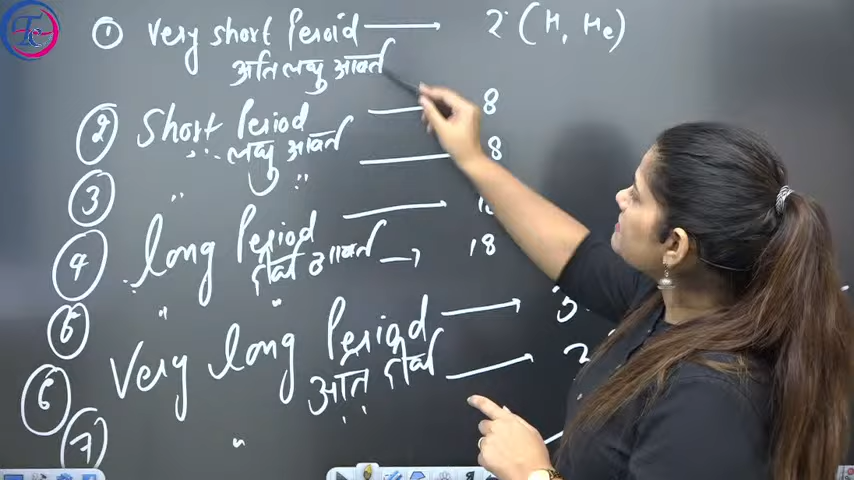 ① Very short Peroid → 2 (H, He)
अति लघु आवर्त
② Short Period — 8
लघु आवर्त — 8
③ " "
④ long Period — 18
दीर्घ आवर्त → 18
⑤ " "
⑥ Very long Period →
अति दीर्घ →
⑦ "